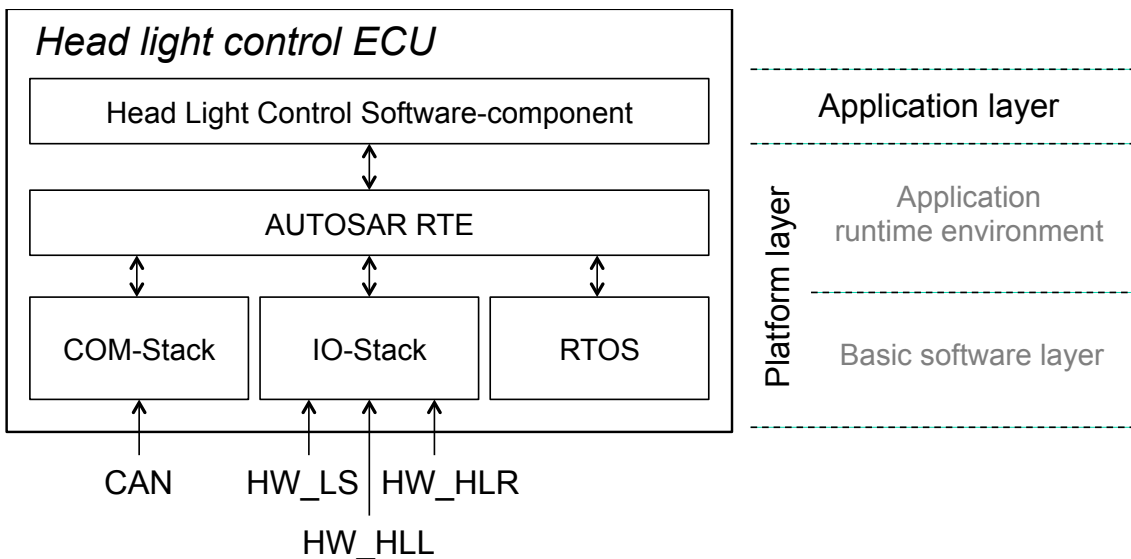 Head light control ECU
Head Light Control Software-component
Application layer
AUTOSAR RTE
Platform layer
Application
runtime environment
COM-Stack
IO-Stack
RTOS
Basic software layer
CAN
HW_LS
HW_HLR
HW_HLL